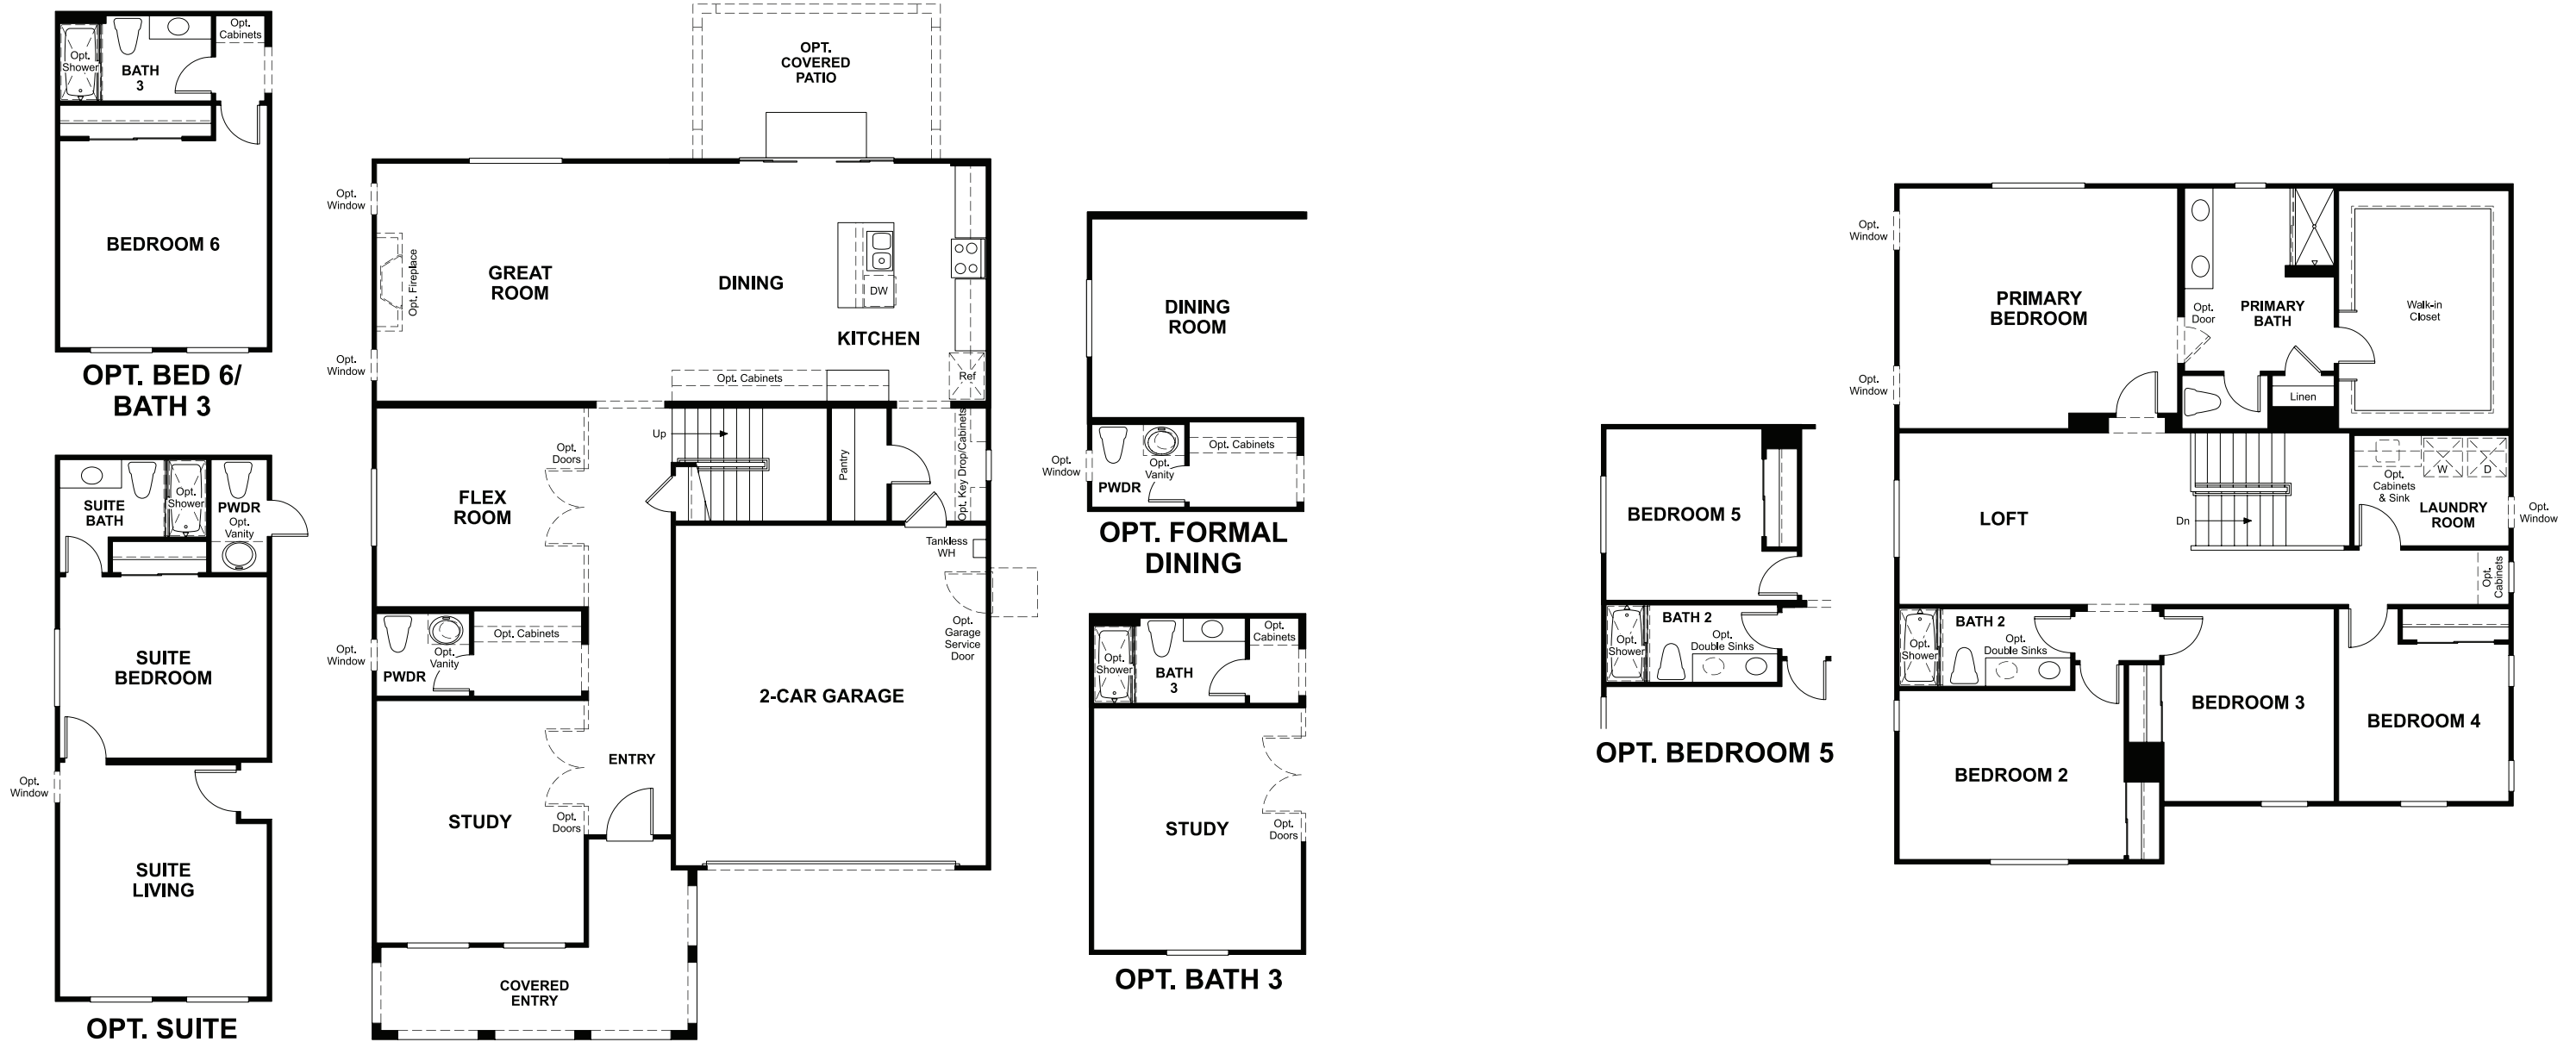 Opt.
Shower
BATH
3
Opt.
Cabinets
BEDROOM 6
OPT. BED 6/
BATH 3
SUITE
BATH
Opt.
Shower
PWDR
Opt.
Vanity
SUITE
BEDROOM
Opt.
Window
SUITE
LIVING
OPT. SUITE
OPT.
COVERED
PATIO
Opt.
Window
Opt. Fireplace
Opt.
Window
GREAT
ROOM
DINING
DW
KITCHEN
Ref
Opt. Cabinets
Up
Pantry
Opt. Key Drop/Cabinets
Opt.
Doors
FLEX
ROOM
Tankless
WH
Opt.
Garage
Service
Door
Opt.
Window
PWDR
Opt.
Vanity
Opt. Cabinets
2-CAR GARAGE
ENTRY
STUDY
Opt.
Doors
COVERED
ENTRY
DINING
ROOM
Opt.
Window
PWDR
Opt.
Vanity
Opt. Cabinets
OPT. FORMAL
DINING
Opt.
Shower
BATH
3
Opt.
Cabinets
STUDY
Opt.
Doors
OPT. BATH 3
BEDROOM 5
Opt.
Shower
BATH 2
Opt.
Double Sinks
OPT. BEDROOM 5
Opt.
Window
Opt.
Window
PRIMARY
BEDROOM
Opt.
Door
PRIMARY
BATH
Walk-in
Closet
Linen
LOFT
Dn
Opt.
Cabinets
& Sink
W
D
LAUNDRY
ROOM
Opt.
Window
Opt.
Cabinets
Opt.
Shower
BATH 2
Opt.
Double Sinks
BEDROOM 2
BEDROOM 3
BEDROOM 4